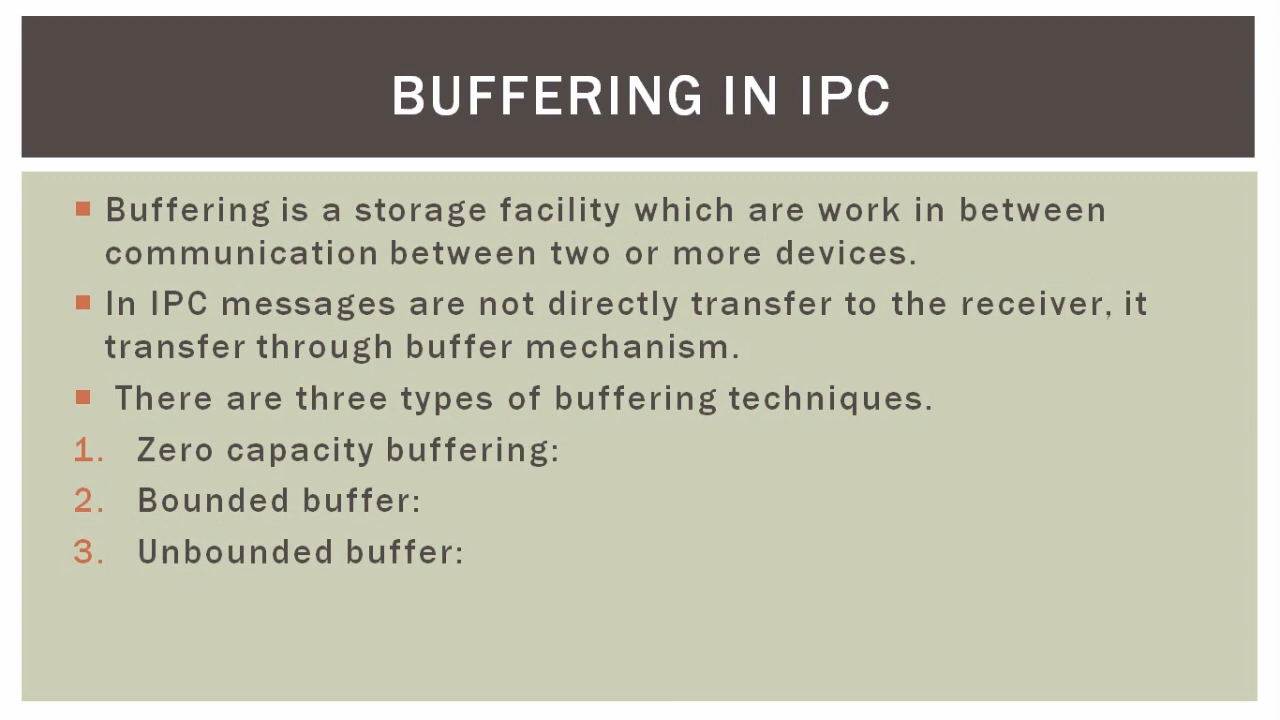 BUFFERING IN IPC
▪ Buffering is a storage facility which are work in between
communication between two or more devices.
▪ In IPC messages are not directly transfer to the receiver, it
transfer through buffer mechanism.
▪ There are three types of buffering techniques.
1. Zero capacity buffering:
2. Bounded buffer:
3. Unbounded buffer: